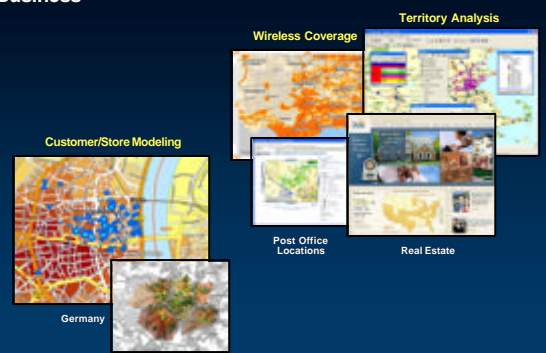 Business
Territory Analysis
Wireless Coverage
Customer/Store Modeling
Post Office
Locations
Real Estate
Germany